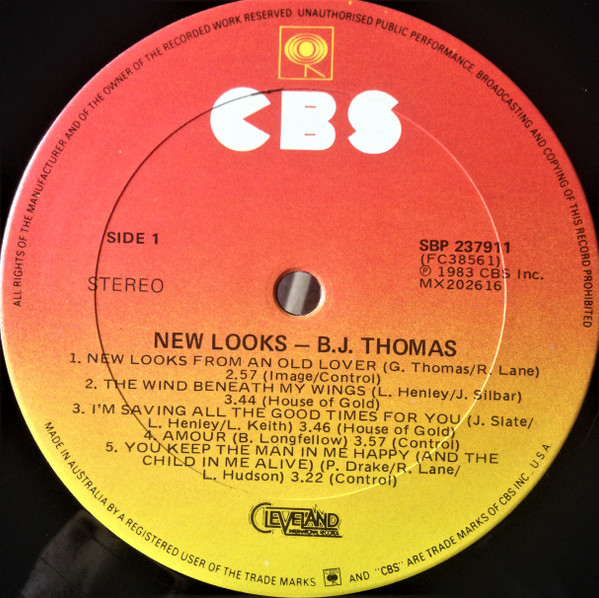 ALL RIGHTS OF THE MANUFACTURER AND OF THE OWNER OF THE RECORDED WORK RESERVED. UNAUTHORISED PUBLIC PERFORMANCE, BROADCASTING AND COPYING OF THIS RECORD PROHIBITED
CBS
SIDE 1
STEREO
SBP 237911
(FC38561)
℗ 1983 CBS Inc.
MX202616
NEW LOOKS — B.J. THOMAS
1. NEW LOOKS FROM AN OLD LOVER (G. Thomas/R. Lane)
2.57 (Image/Control)
2. THE WIND BENEATH MY WINGS (L. Henley/J. Silbar)
3.44 (House of Gold)
3. I'M SAVING ALL THE GOOD TIMES FOR YOU (J. Slate/
L. Henley/L. Keith) 3.46 (House of Gold)
4. AMOUR (B. Longfellow) 3.57 (Control)
5. YOU KEEP THE MAN IN ME HAPPY (AND THE
CHILD IN ME ALIVE) (P. Drake/R. Lane/
L. Hudson) 3.22 (Control)
CLEVELAND
MADE IN AUSTRALIA BY A REGISTERED USER OF THE TRADE MARKS AND "CBS" ARE TRADE MARKS OF CBS INC., U.S.A.